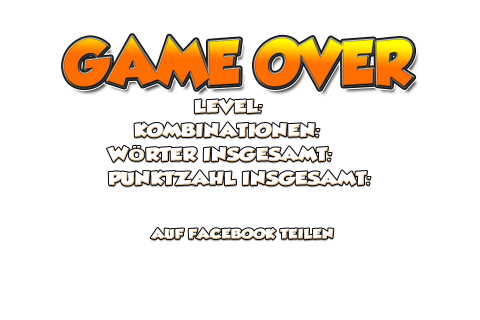 GAME OVER
LEVEL:
KOMBINATIONEN:
WÖRTER INSGESAMT:
PUNKTZAHL INSGESAMT:
AUF FACEBOOK TEILEN